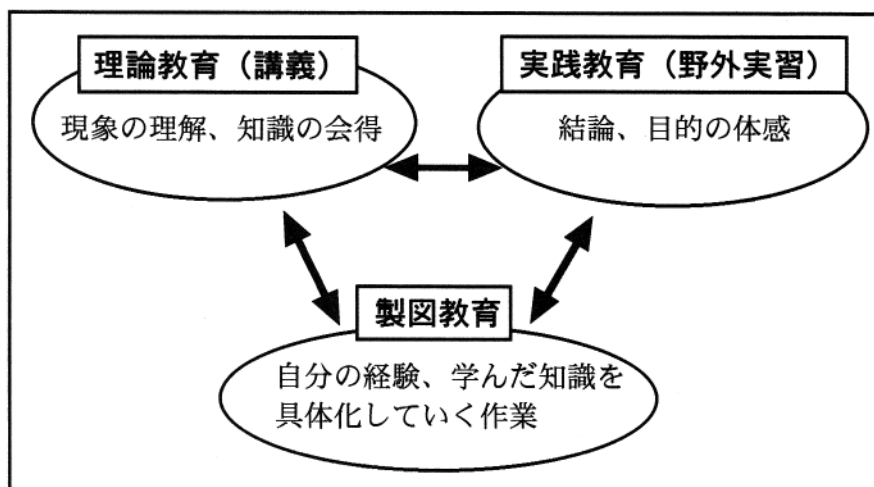 理論教育（講義）
現象の理解、知識の会得
実践教育（野外実習）
結論、目的の体感
製図教育
自分の経験、学んだ知識を
具体化していく作業